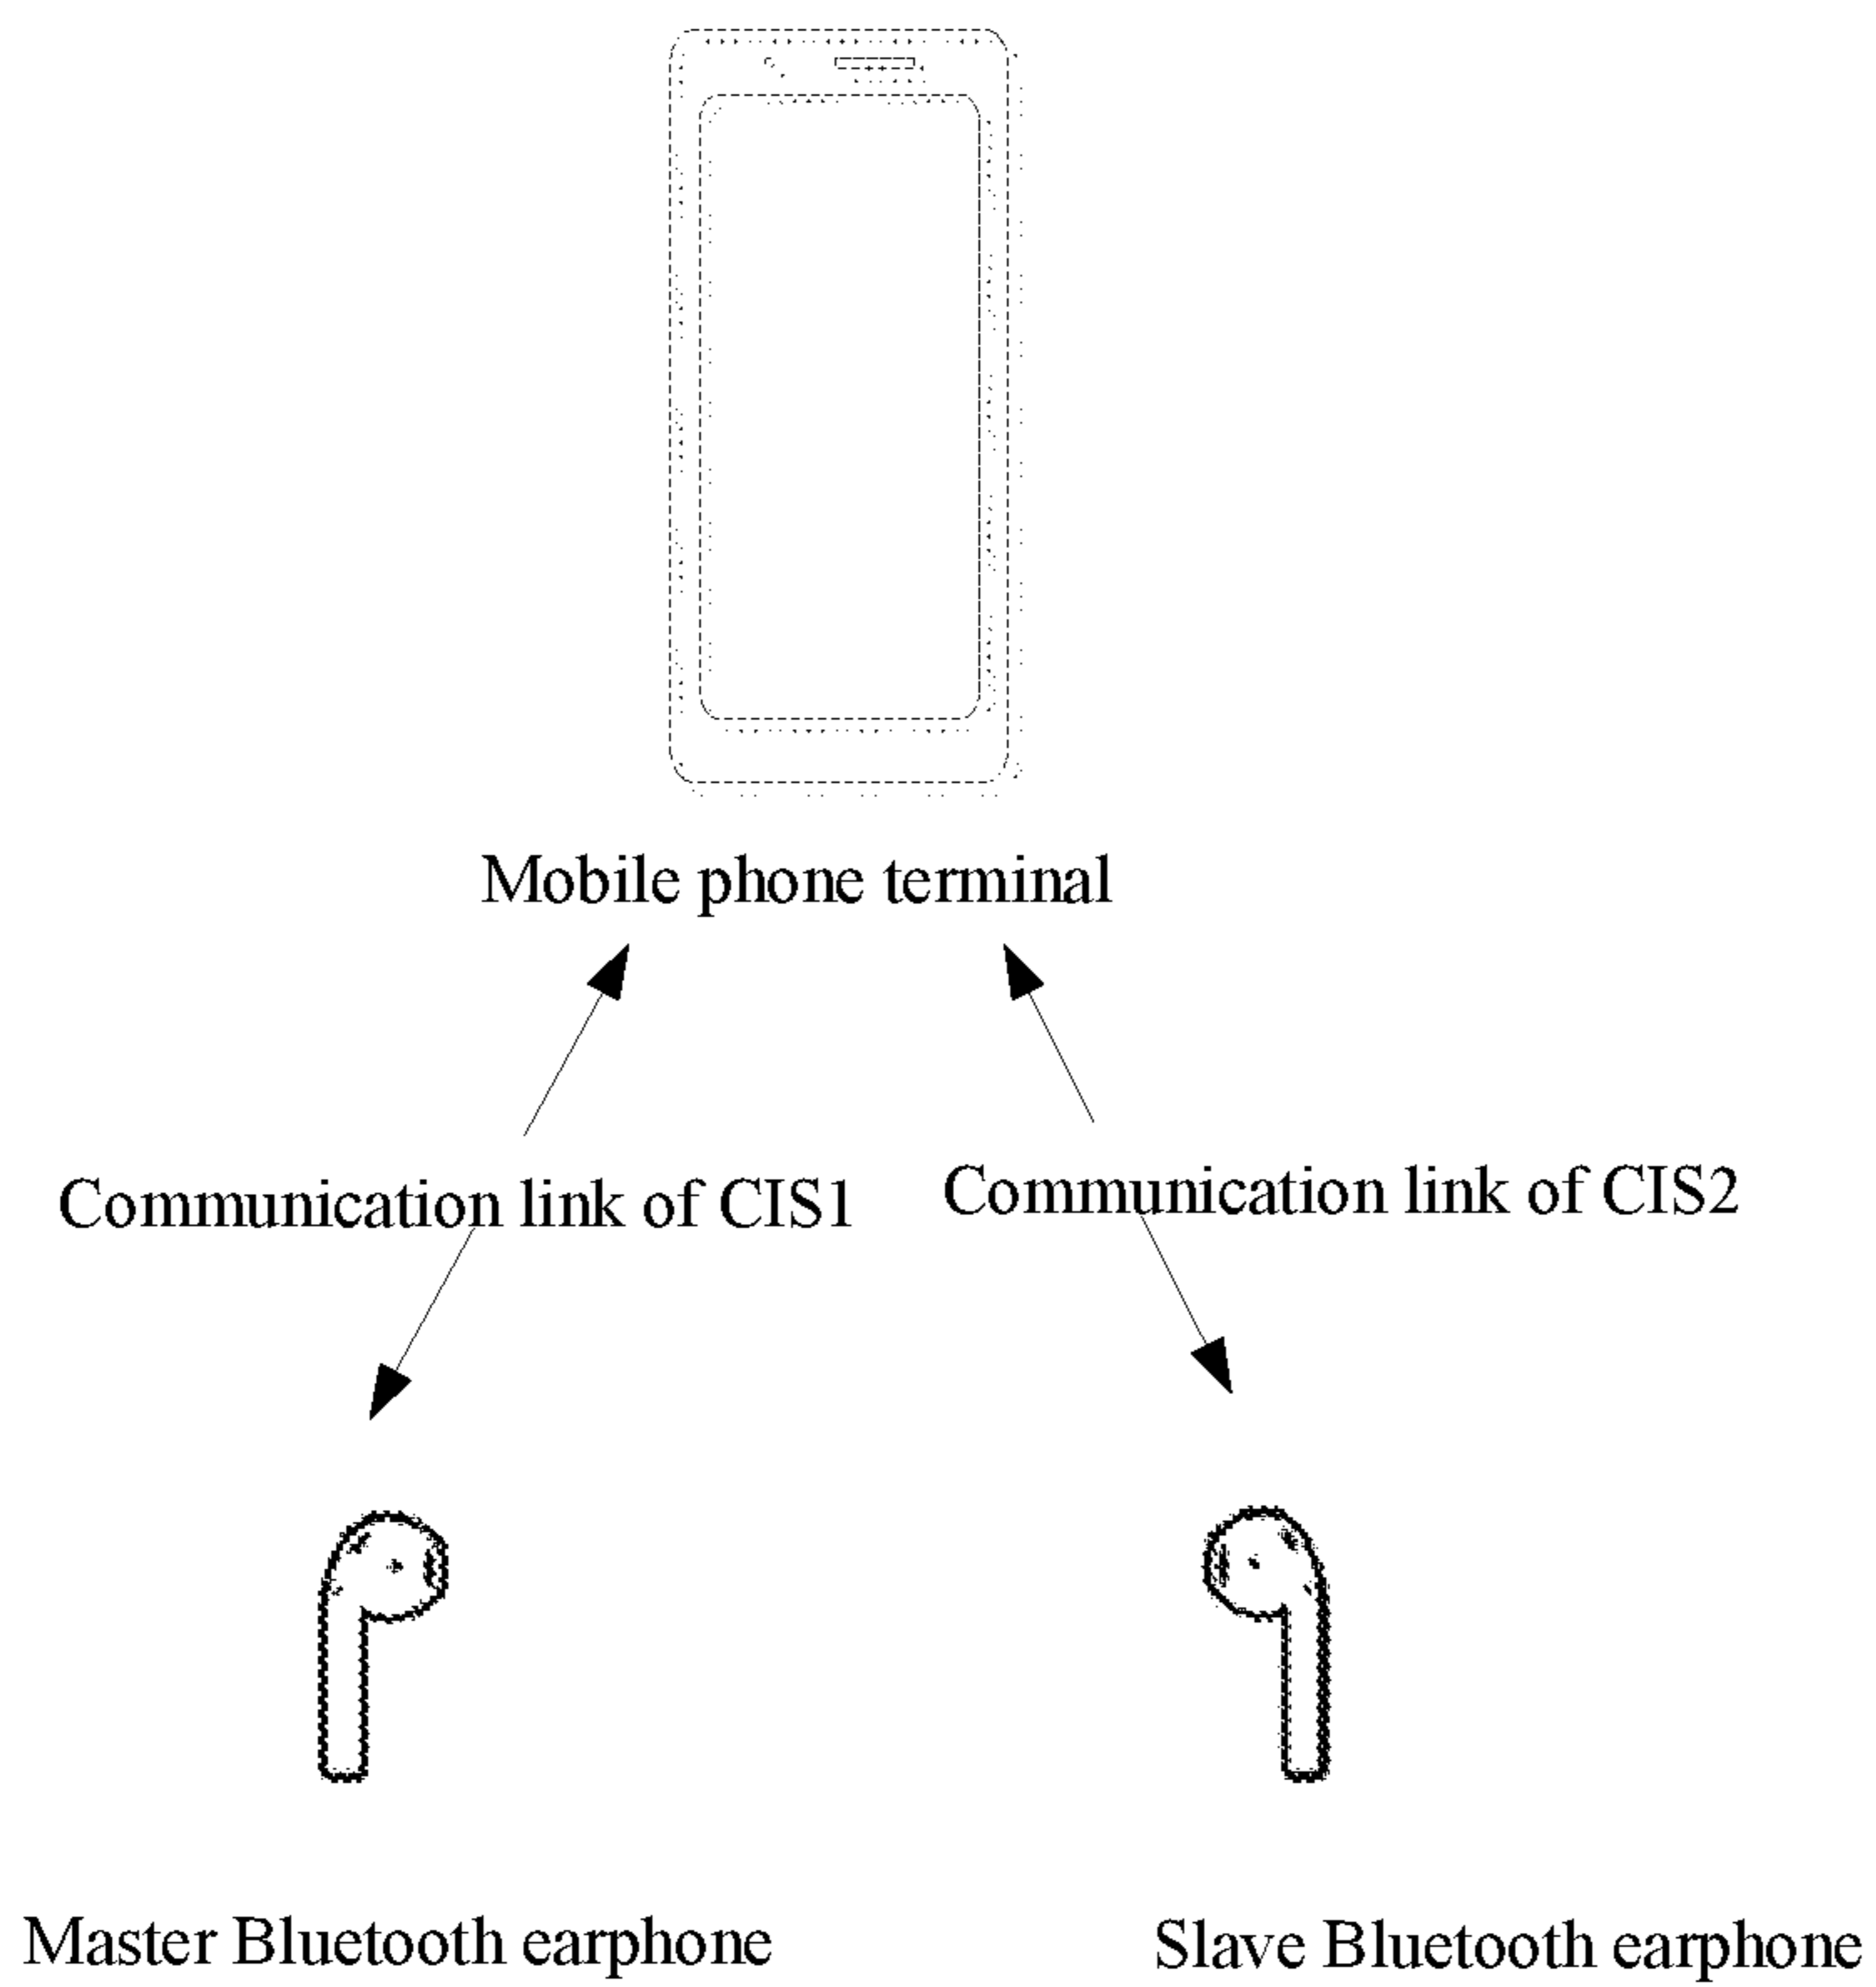 Mobile phone terminal
Communication link of CIS1
Communication link of CIS2
Master Bluetooth earphone
Slave Bluetooth earphone